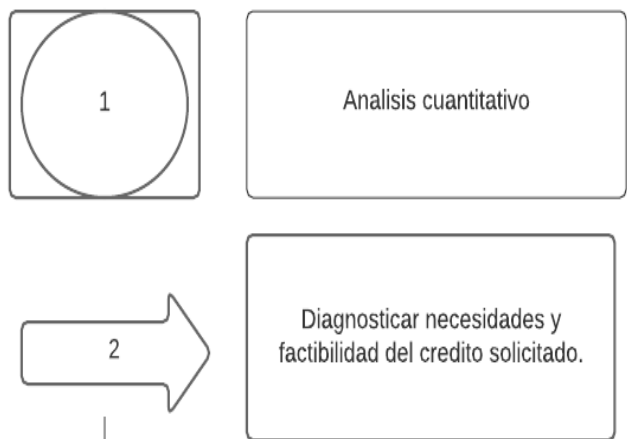 1
Analisis cuantitativo
2
Diagnosticar necesidades y
factibilidad del credito solicitado.